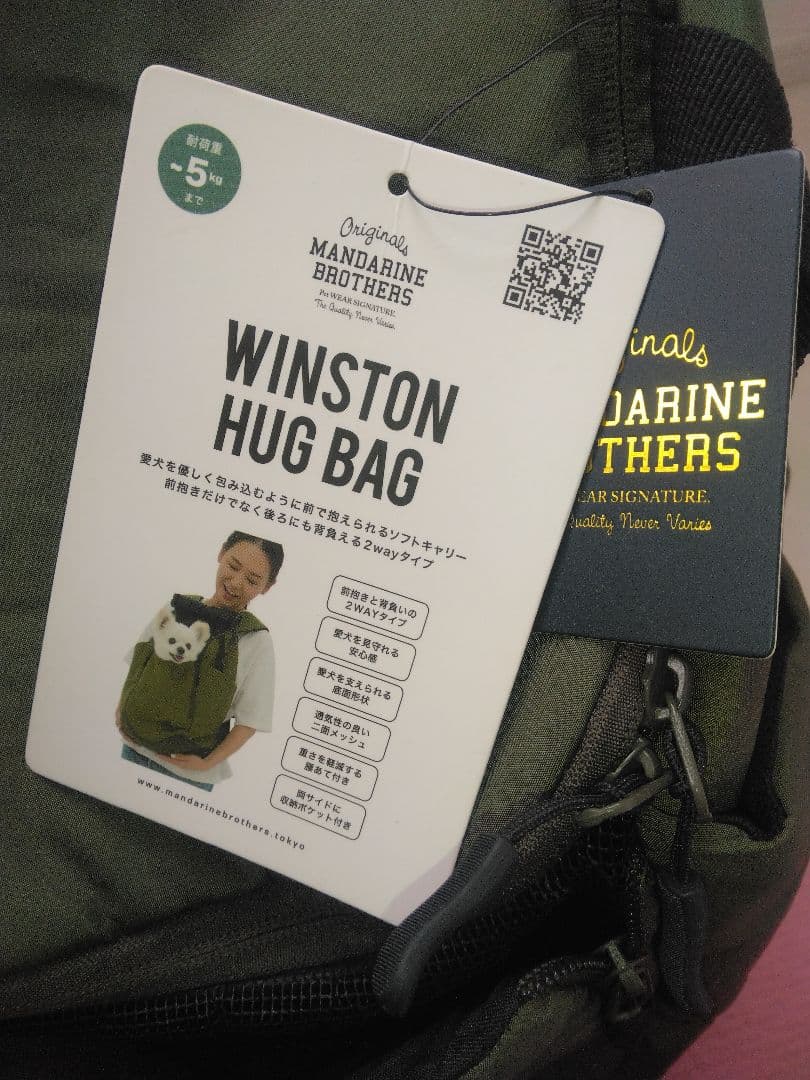 耐荷重
~5kg
まで
Originals
MANDARINE
BROTHERS
Pet WEAR SIGNATURE.
The Quality Never Varies
WINSTON
HUG BAG
愛犬を優しく包み込むように前で抱えられるソフトキャリー
前抱きだけでなく後ろにも背負える2wayタイプ
前抱きと背負いの
2WAYタイプ
愛犬を見守れる
安心感
愛犬を支えられる
底面形状
通気性の良い
二面メッシュ
重さを軽減する
腰あて付き
両サイドに
収納ポケット付き
www.mandarinebrothers.tokyo
inals
DARINE
THERS
EAR SIGNATURE.
uality Never Varies